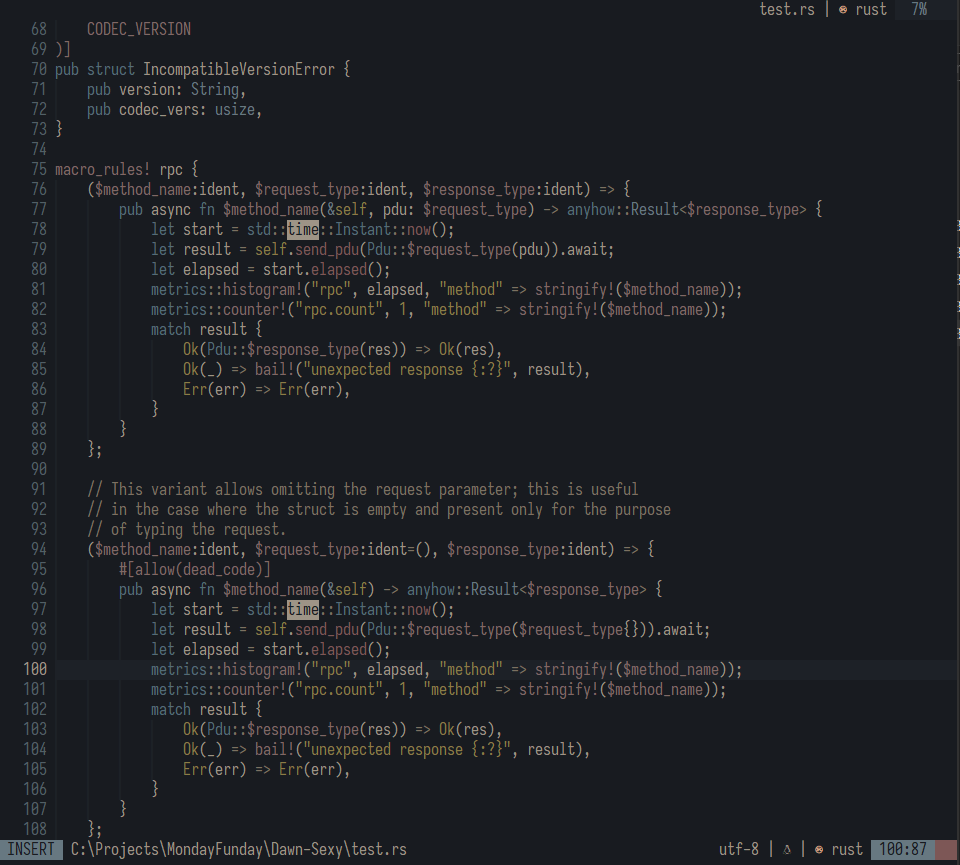 test.rs | rust 7%
68     CODEC_VERSION
69 )]
70 pub struct IncompatibleVersionError {
71     pub version: String,
72     pub codec_vers: usize,
73 }
74
75 macro_rules! rpc {
76     ($method_name:ident, $request_type:ident, $response_type:ident) => {
77         pub async fn $method_name(&self, pdu: $request_type) -> anyhow::Result<$response_type> {
78             let start = std::time::Instant::now();
79             let result = self.send_pdu(Pdu::$request_type(pdu)).await;
80             let elapsed = start.elapsed();
81             metrics::histogram!("rpc", elapsed, "method" => stringify!($method_name));
82             metrics::counter!("rpc.count", 1, "method" => stringify!($method_name));
83             match result {
84                 Ok(Pdu::$response_type(res)) => Ok(res),
85                 Ok(_) => bail!("unexpected response {:?}", result),
86                 Err(err) => Err(err),
87             }
88         }
89     };
90
91     // This variant allows omitting the request parameter; this is useful
92     // in the case where the struct is empty and present only for the purpose
93     // of typing the request.
94     ($method_name:ident, $request_type:ident=(), $response_type:ident) => {
95         #[allow(dead_code)]
96         pub async fn $method_name(&self) -> anyhow::Result<$response_type> {
97             let start = std::time::Instant::now();
98             let result = self.send_pdu(Pdu::$request_type($request_type{})).await;
99             let elapsed = start.elapsed();
100             metrics::histogram!("rpc", elapsed, "method" => stringify!($method_name));
101             metrics::counter!("rpc.count", 1, "method" => stringify!($method_name));
102             match result {
103                 Ok(Pdu::$response_type(res)) => Ok(res),
104                 Ok(_) => bail!("unexpected response {:?}", result),
105                 Err(err) => Err(err),
106             }
107         }
108     };
INSERT C:\Projects\MondayFunday\Dawn-Sexy\test.rs utf-8 | | rust 100:87